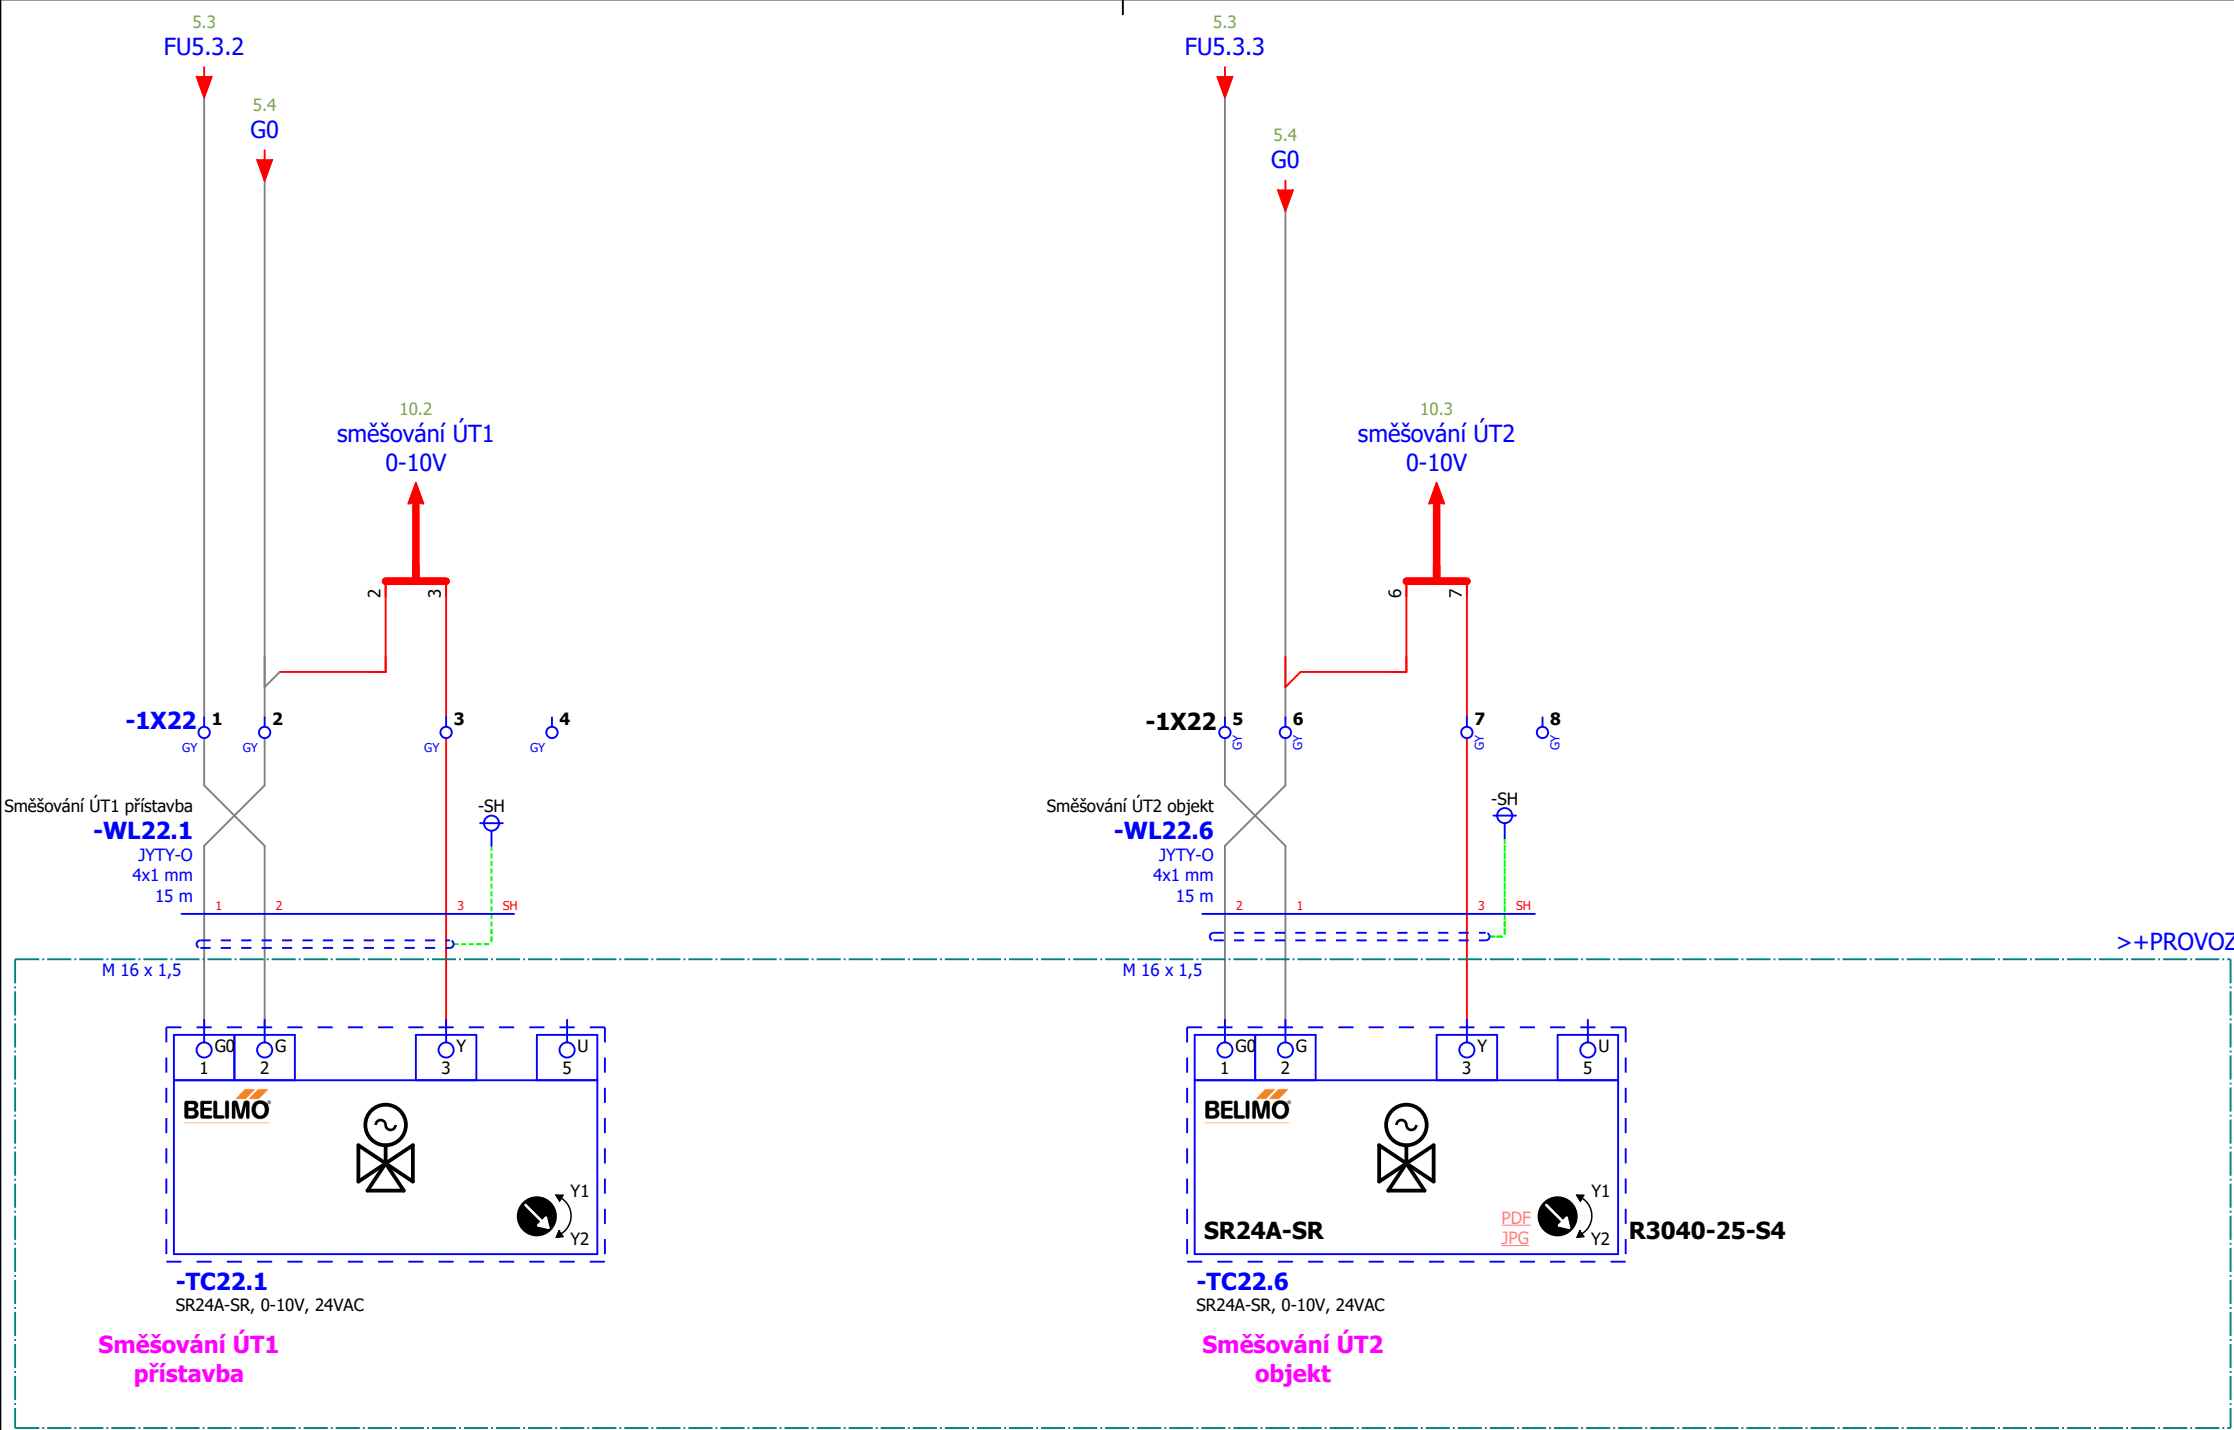 5.3
FU5.3.2
5.4
G0
10.2
směšování ÚT1
0-10V
2
3
-1X22
1
2
3
4
GY
GY
GY
GY
Směšování ÚT1 přístavba
-WL22.1
JYTY-O
4x1 mm
15 m
-SH
1
2
3
SH
M 16 x 1,5
G0
G
Y
U
1
2
3
5
BELIMO
Y1
Y2
-TC22.1
SR24A-SR, 0-10V, 24VAC
Směšování ÚT1
přístavba
5.3
FU5.3.3
5.4
G0
10.3
směšování ÚT2
0-10V
6
7
-1X22
5
6
7
8
GY
GY
GY
GY
Směšování ÚT2 objekt
-WL22.6
JYTY-O
4x1 mm
15 m
-SH
2
1
3
SH
>+PROVOZ
M 16 x 1,5
G0
G
Y
U
1
2
3
5
BELIMO
Y1
PDF
JPG
Y2
SR24A-SR
R3040-25-S4
-TC22.6
SR24A-SR, 0-10V, 24VAC
Směšování ÚT2
objekt